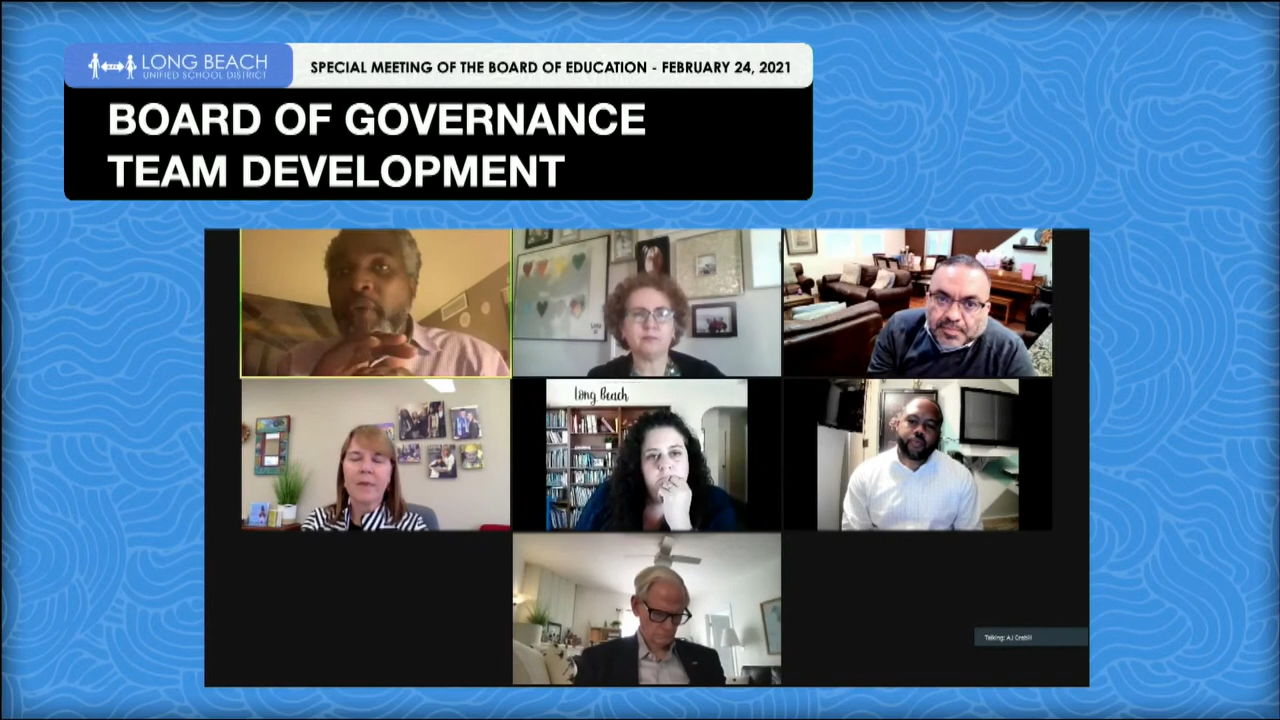 LONG BEACH
UNIFIED SCHOOL DISTRICT
SPECIAL MEETING OF THE BOARD OF EDUCATION - FEBRUARY 24, 2021
BOARD OF GOVERNANCE
TEAM DEVELOPMENT
Long Beach
Talking: AJ Crabill